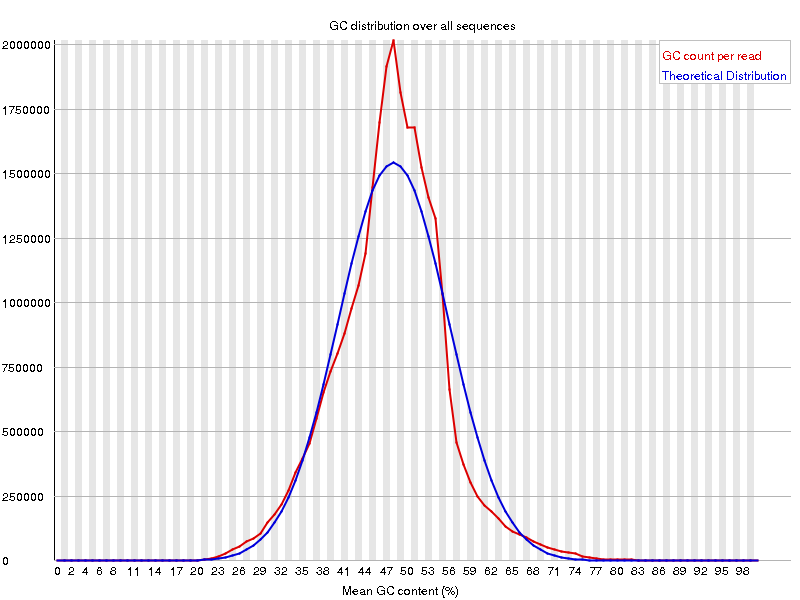 GC distribution over all sequences
GC count per read
Theoretical Distribution
2000000
1750000
1500000
1250000
1000000
750000
500000
250000
0
0 2 4 6 8 11 14 17 20 23 26 29 32 35 38 41 44 47 50 53 56 59 62 65 68 71 74 77 80 83 86 89 92 95 98
Mean GC content (%)